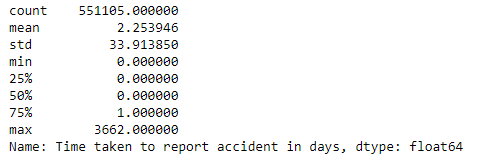 count    551105.000000
mean          2.253946
std          33.913850
min           0.000000
25%           0.000000
50%           0.000000
75%           1.000000
max        3662.000000
Name: Time taken to report accident in days, dtype: float64